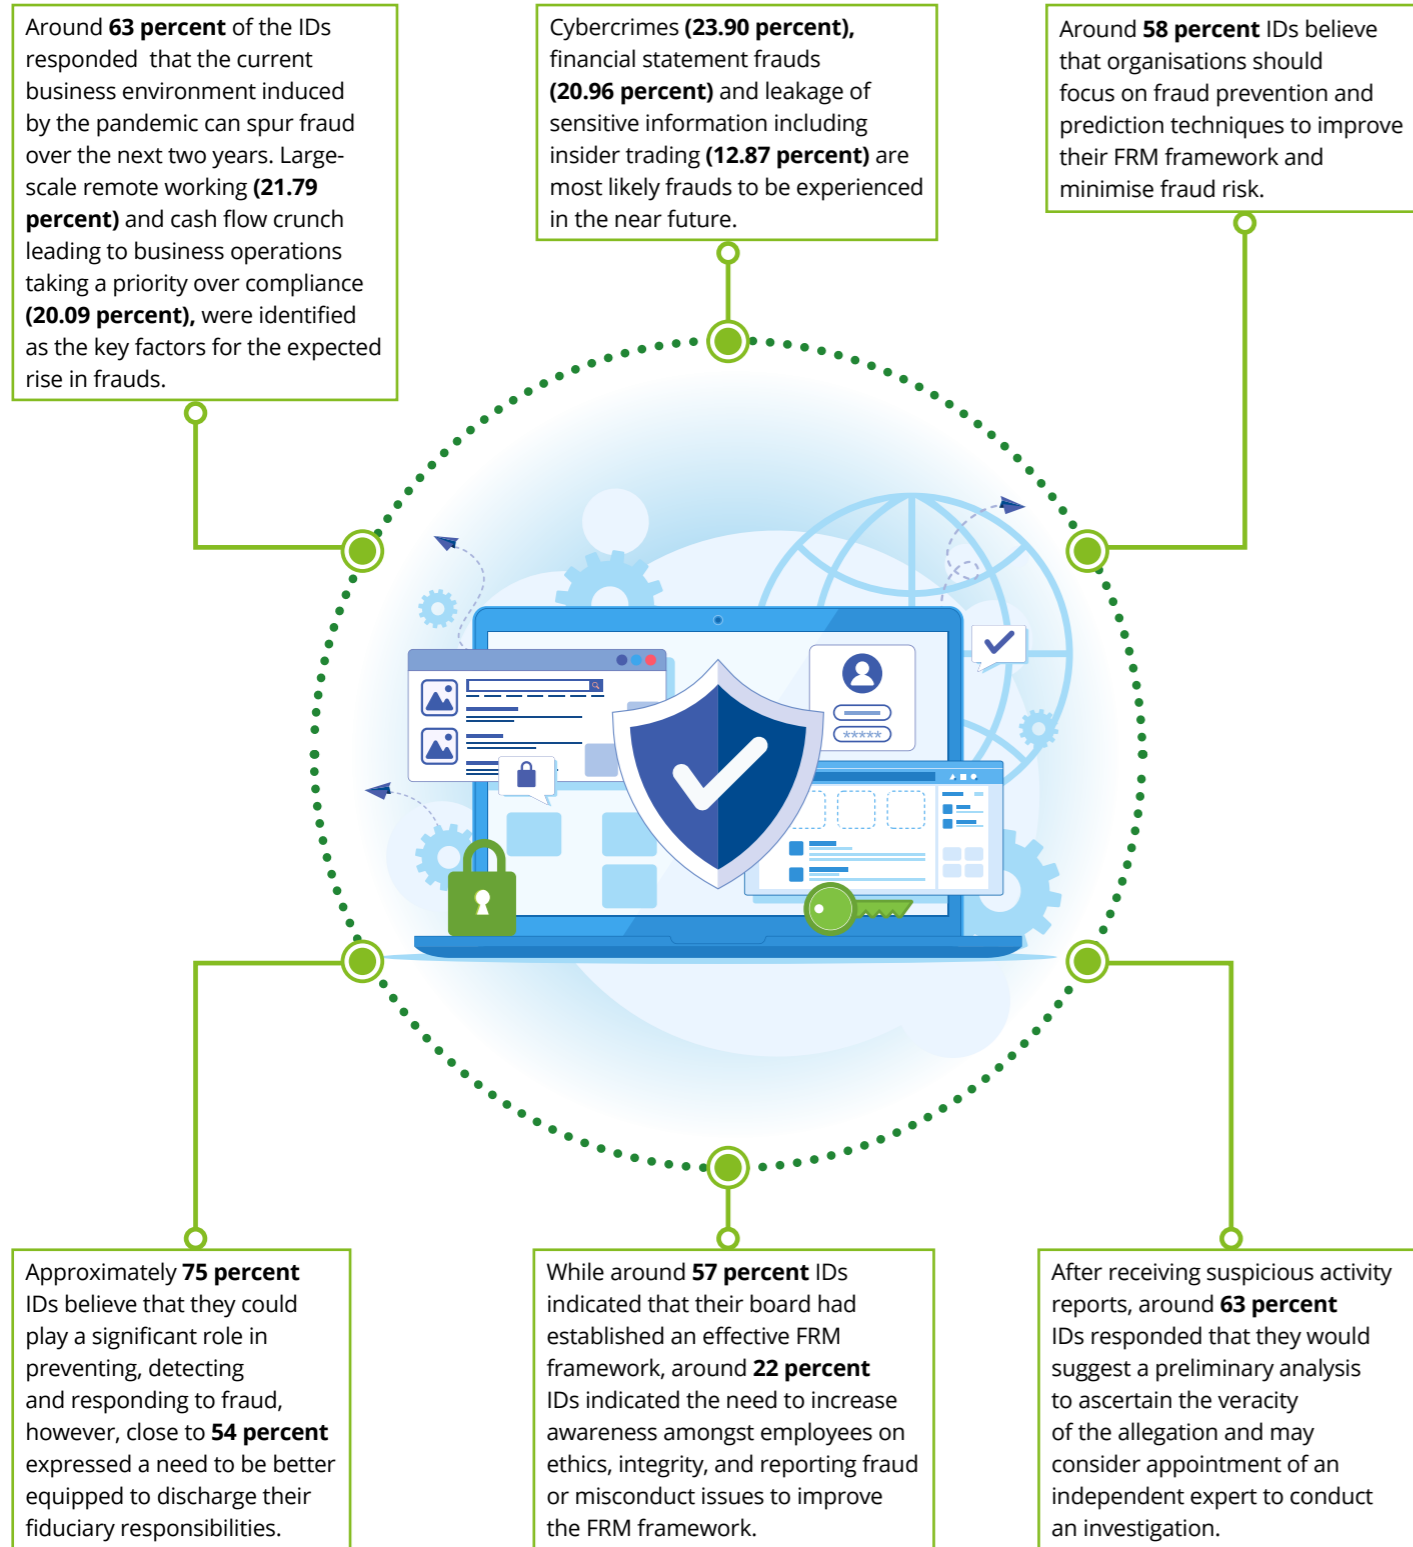 Around 63 percent of the IDs
responded that the current
business environment induced
by the pandemic can spur fraud
over the next two years. Large-
scale remote working (21.79
percent) and cash flow crunch
leading to business operations
taking a priority over compliance
(20.09 percent), were identified
as the key factors for the expected
rise in frauds.
Cybercrimes (23.90 percent),
financial statement frauds
(20.96 percent) and leakage of
sensitive information including
insider trading (12.87 percent) are
most likely frauds to be experienced
in the near future.
Around 58 percent IDs believe
that organisations should
focus on fraud prevention and
prediction techniques to improve
their FRM framework and
minimise fraud risk.
*****
Approximately 75 percent
IDs believe that they could
play a significant role in
preventing, detecting
and responding to fraud,
however, close to 54 percent
expressed a need to be better
equipped to discharge their
fiduciary responsibilities.
While around 57 percent IDs
indicated that their board had
established an effective FRM
framework, around 22 percent
IDs indicated the need to increase
awareness amongst employees on
ethics, integrity, and reporting fraud
or misconduct issues to improve
the FRM framework.
After receiving suspicious activity
reports, around 63 percent
IDs responded that they would
suggest a preliminary analysis
to ascertain the veracity
of the allegation and may
consider appointment of an
independent expert to conduct
an investigation.